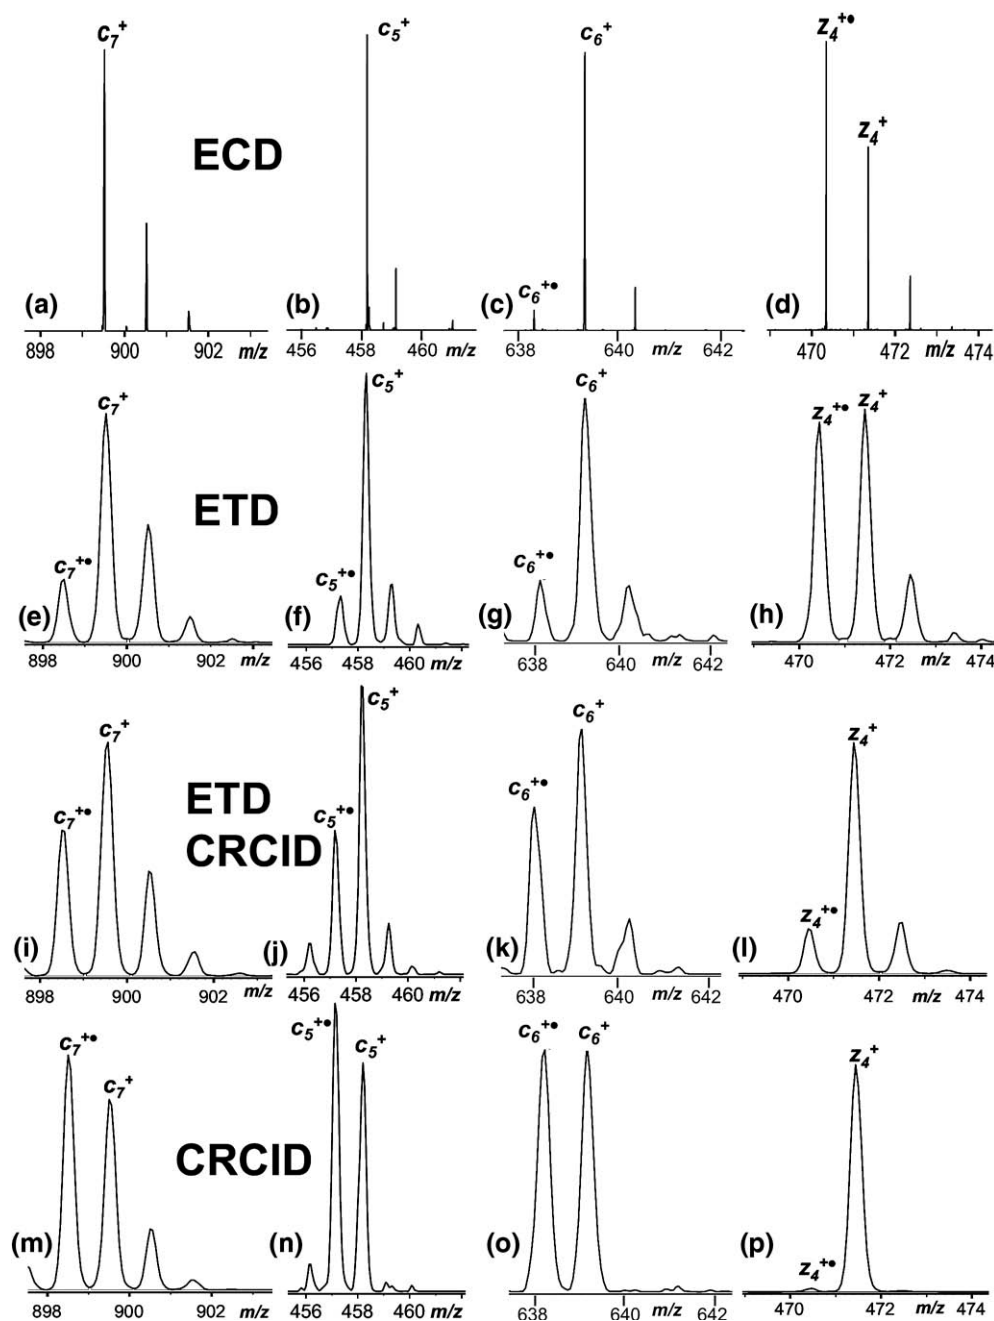 c₇⁺ c₅⁺ c₆⁺ z₄⁺•
z₄⁺
ECD
(a) (b) (c) c₆⁺• (d)
898 900 902 m/z 456 458 460 m/z 638 640 m/z 642 470 472 m/z 474
c₇⁺ c₅⁺ c₆⁺ z₄⁺• z₄⁺
ETD
c₇⁺• c₅⁺• c₆⁺•
(e) (f) (g) (h)
898 900 902 m/z 456 458 460 m/z 638 640 m/z 642 470 472 m/z 474
c₇⁺ c₅⁺ c₆⁺ z₄⁺
ETD
CRCID
c₇⁺• c₅⁺• c₆⁺• z₄⁺•
(i) (j) (k) (l)
898 900 902 m/z 456 458 460 m/z 638 640 m/z 642 470 472 m/z 474
c₇⁺• c₇⁺ c₅⁺• c₅⁺ c₆⁺• c₆⁺ z₄⁺
CRCID
(m) (n) (o) (p) z₄⁺•
898 900 902 m/z 456 458 460 m/z 638 640 m/z 642 470 472 m/z 474